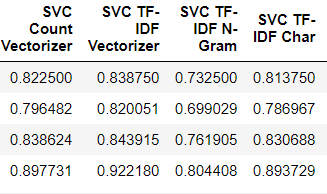 SVC Count Vectorizer SVC TF-IDF Vectorizer SVC TF-IDF N-Gram SVC TF-IDF Char
0.822500 0.838750 0.732500 0.813750
0.796482 0.820051 0.699029 0.786967
0.838624 0.843915 0.761905 0.830688
0.897731 0.922180 0.804408 0.893729